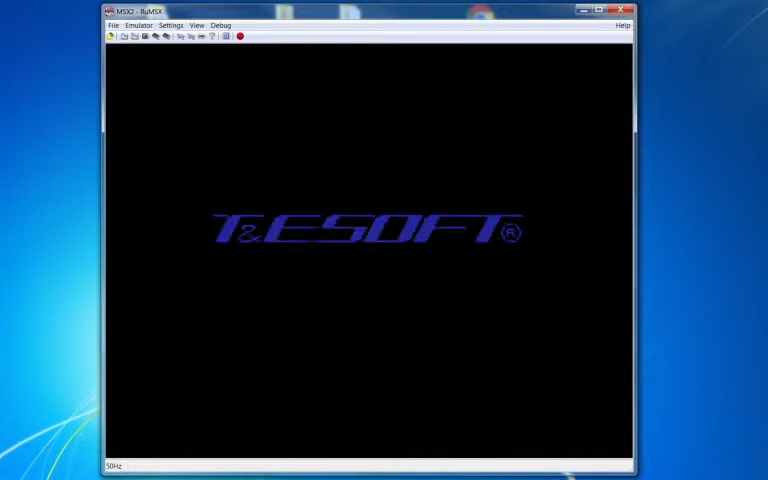 MSX2 - RuMSX
File Emulator Settings View Debug Help
T&ESOFT®
50Hz